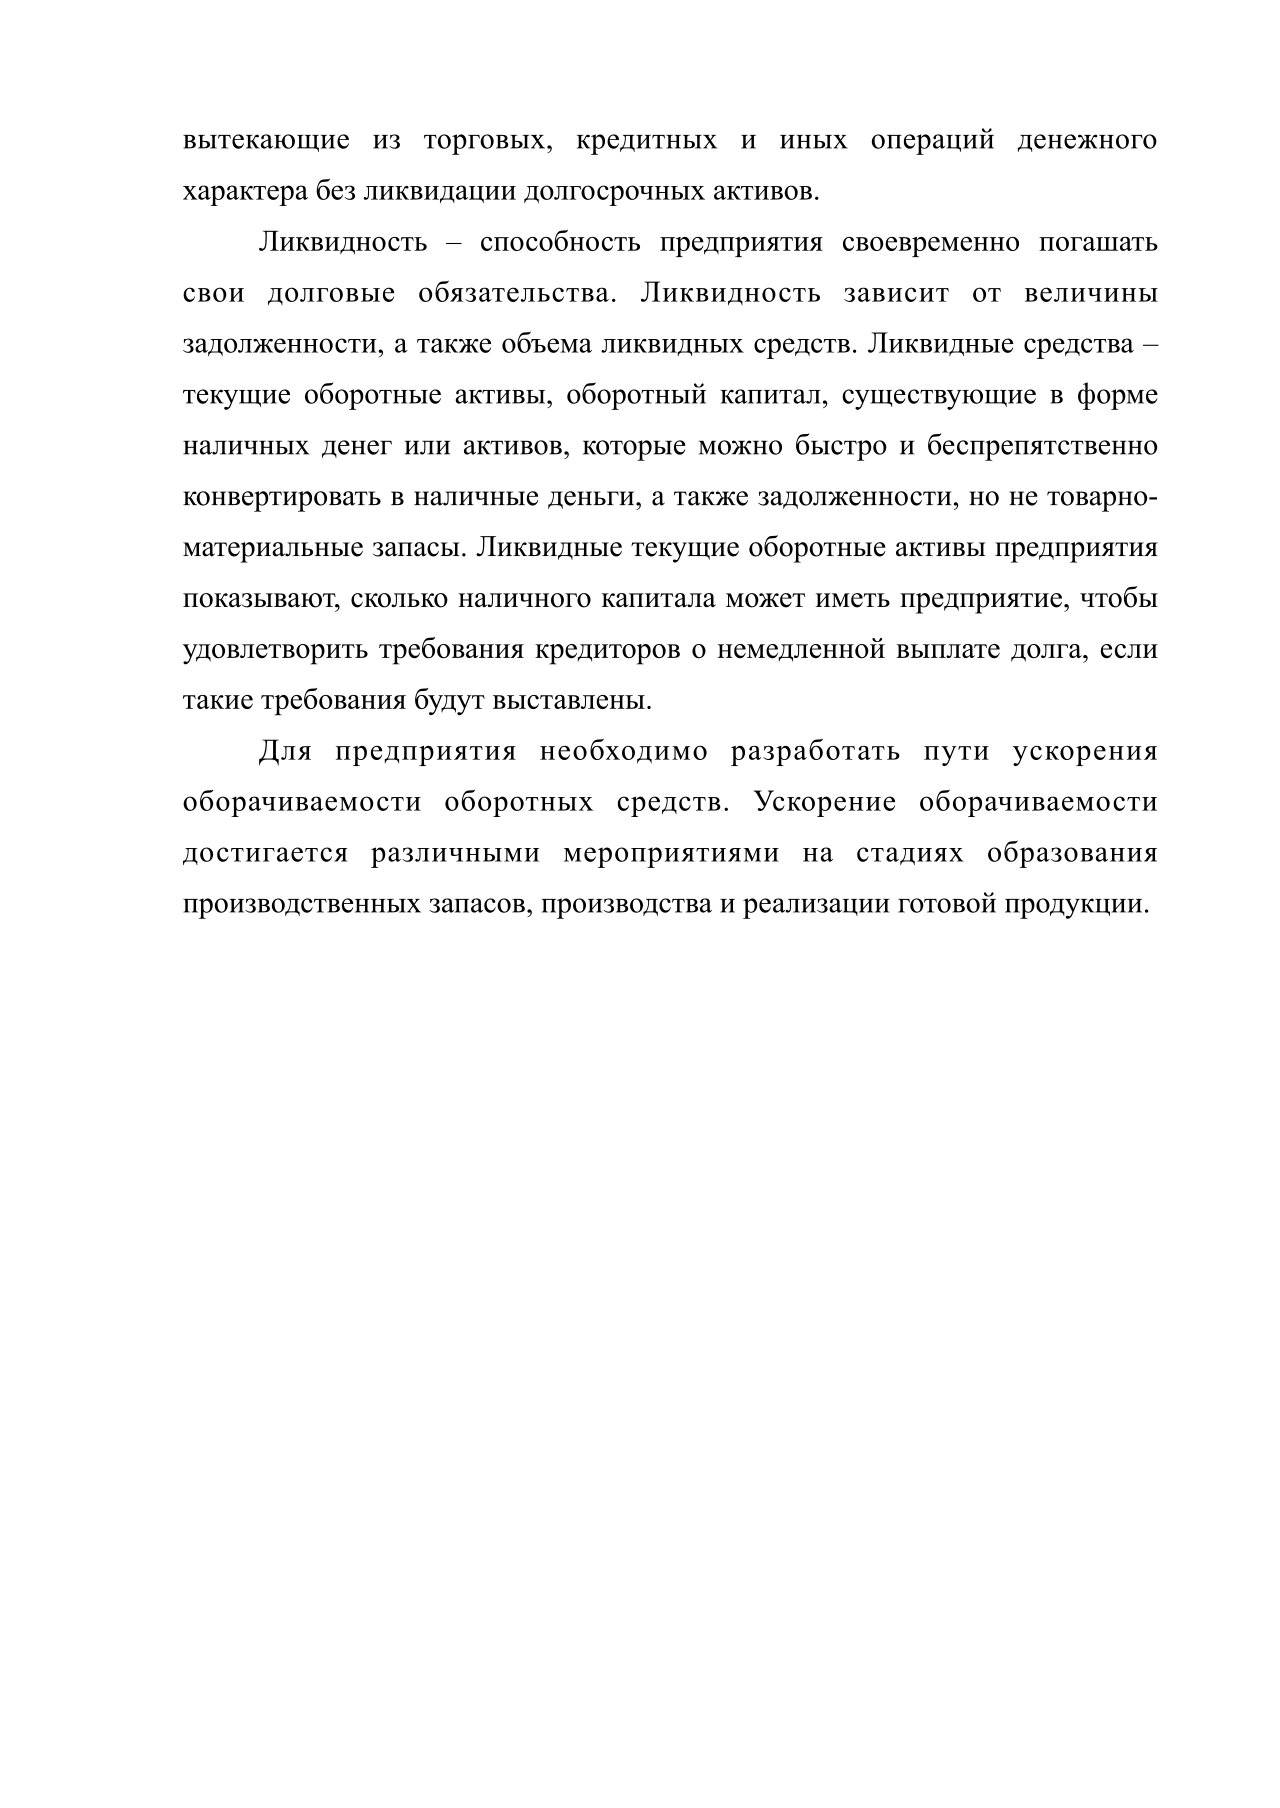 вытекающие из торговых, кредитных и иных операций денежного
характера без ликвидации долгосрочных активов.
Ликвидность – способность предприятия своевременно погашать
свои долговые обязательства. Ликвидность зависит от величины
задолженности, а также объема ликвидных средств. Ликвидные средства –
текущие оборотные активы, оборотный капитал, существующие в форме
наличных денег или активов, которые можно быстро и беспрепятственно
конвертировать в наличные деньги, а также задолженности, но не товарно-
материальные запасы. Ликвидные текущие оборотные активы предприятия
показывают, сколько наличного капитала может иметь предприятие, чтобы
удовлетворить требования кредиторов о немедленной выплате долга, если
такие требования будут выставлены.
Для предприятия необходимо разработать пути ускорения
оборачиваемости оборотных средств. Ускорение оборачиваемости
достигается различными мероприятиями на стадиях образования
производственных запасов, производства и реализации готовой продукции.